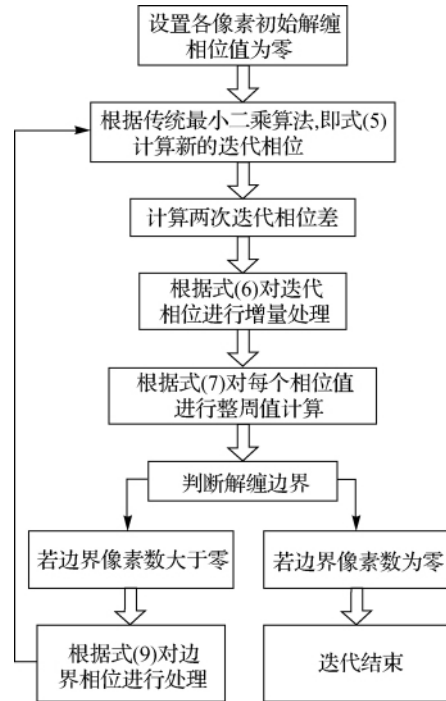 设置各像素初始解缠
相位值为零
根据传统最小二乘算法,即式(5)
计算新的迭代相位
计算两次迭代相位差
根据式(6)对迭代
相位进行增量处理
根据式(7)对每个相位值
进行整周值计算
判断解缠边界
若边界像素数大于零
若边界像素数为零
根据式(9)对边
界相位进行处理
迭代结束